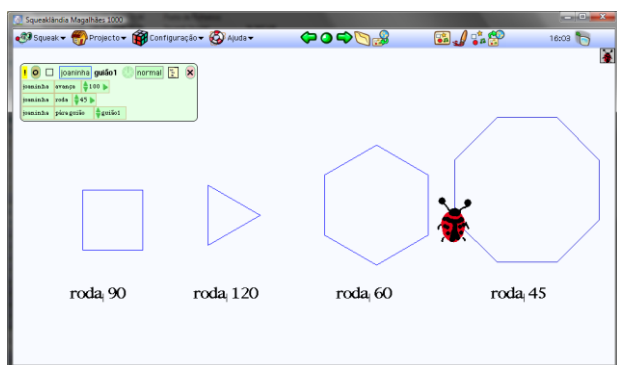 Squeaklândia Magalhães 1000
Squeak Projecto Configuração Ajuda 16:03
! joaninha guião1 normal
joaninha avança 100
joaninha roda 45
joaninha pára guião guião1
roda 90 roda 120 roda 60 roda 45